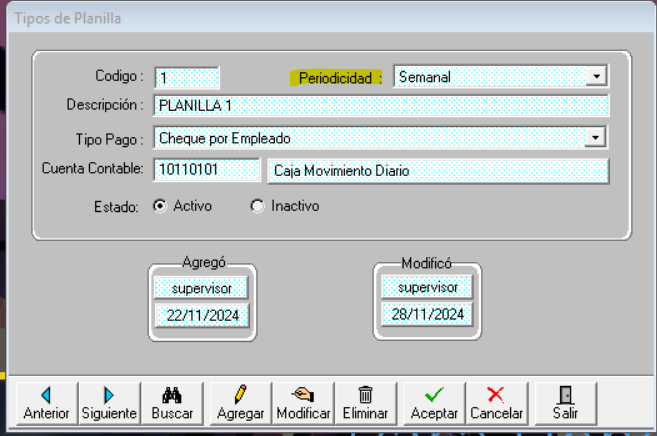 Tipos de Planilla
Codigo : 1 Periodicidad : Semanal
Descripción : PLANILLA 1
Tipo Pago : Cheque por Empleado
Cuenta Contable: 10110101 Caja Movimiento Diario
Estado: Activo Inactivo
Agregó Modificó
supervisor supervisor
22/11/2024 28/11/2024
Anterior Siguiente Buscar Agregar Modificar Eliminar Aceptar Cancelar Salir